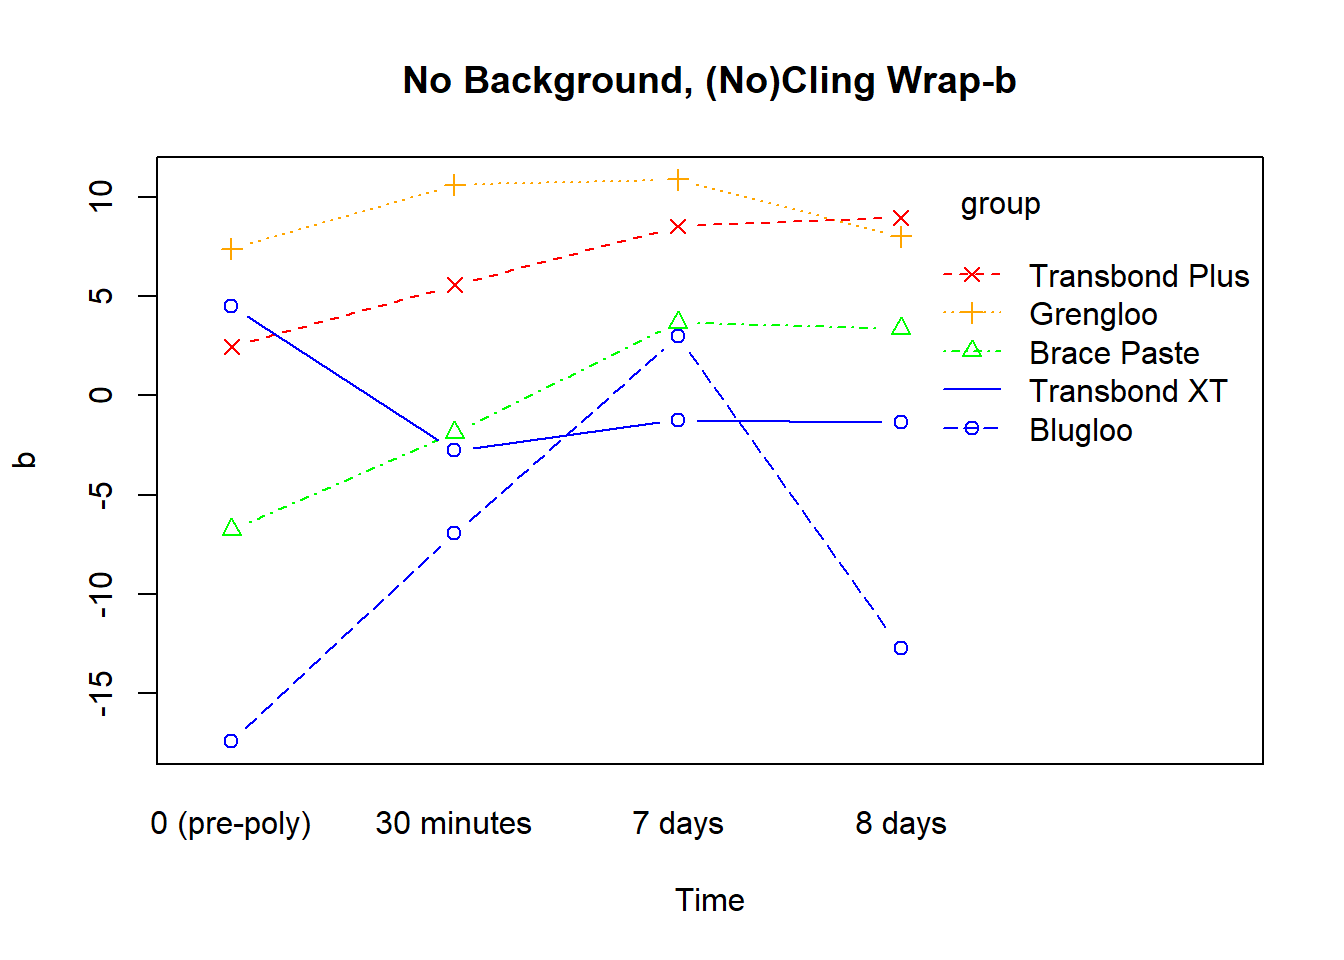 No Background, (No)Cling Wrap-b
10
5
0
-5
-10
-15
b
group
Transbond Plus
Grengloo
Brace Paste
Transbond XT
Blugloo
0 (pre-poly) 30 minutes 7 days 8 days
Time